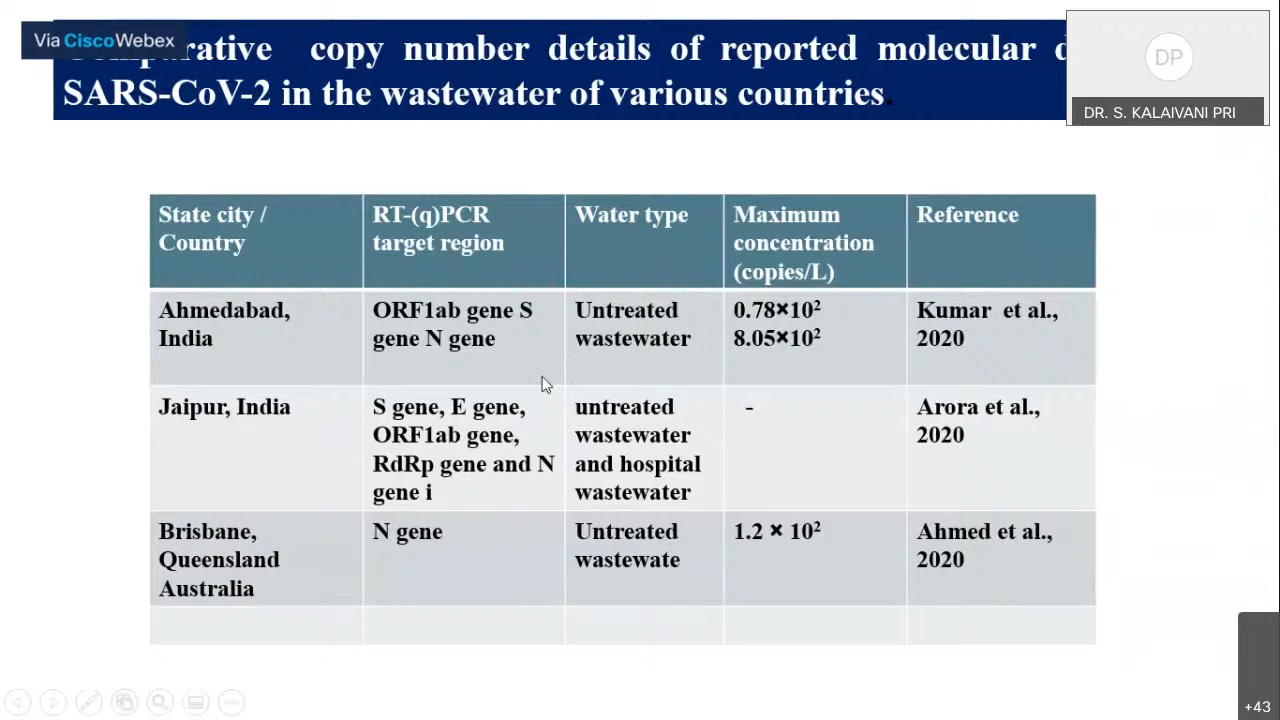 Via Cisco Webex
copy number details of reported molecular
SARS-CoV-2 in the wastewater of various countries.
DP
DR. S. KALAIVANI PRI
State city /
Country
RT-(q)PCR
target region
Water type
Maximum
concentration
(copies/L)
Reference
Ahmedabad,
India
ORF1ab gene S
gene N gene
Untreated
wastewater
0.78×10²
8.05×10²
Kumar et al.,
2020
Jaipur, India
S gene, E gene,
ORF1ab gene,
RdRp gene and N
gene i
untreated
wastewater
and hospital
wastewater
-
Arora et al.,
2020
Brisbane,
Queensland
Australia
N gene
Untreated
wastewate
1.2 × 10²
Ahmed et al.,
2020
+43